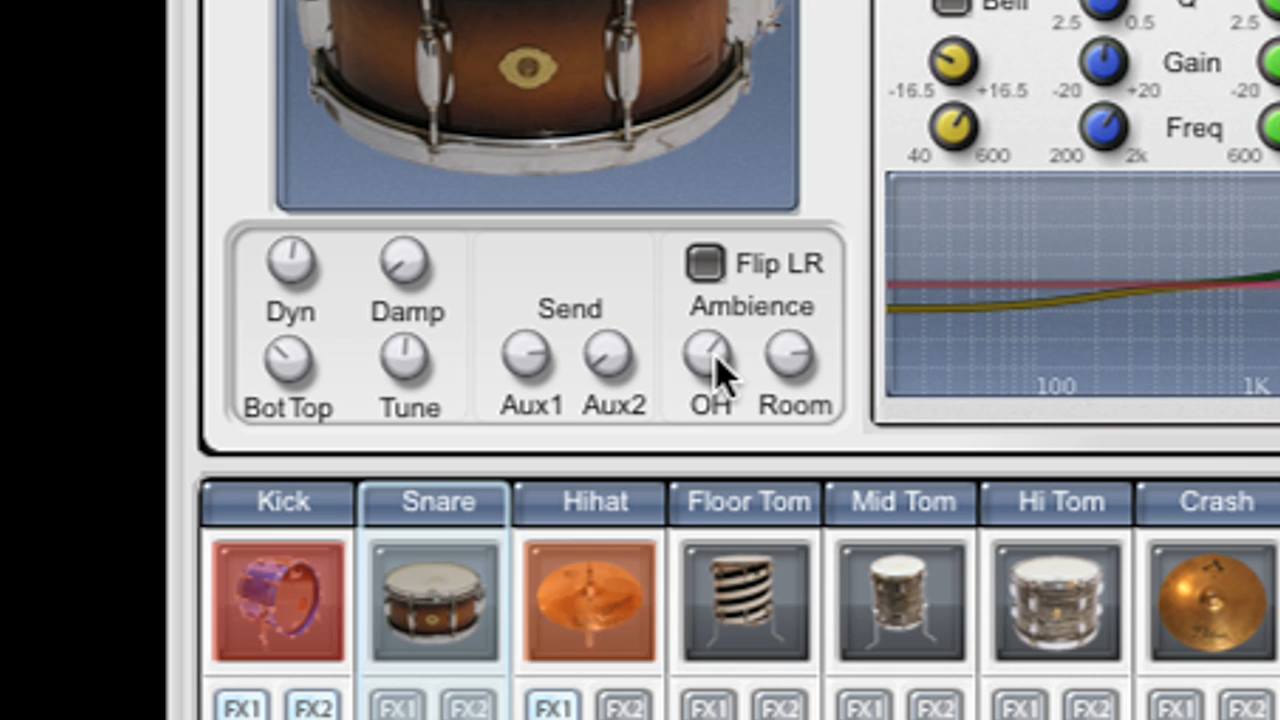 Bell
2.5 0.5 Q 2.5
Gain
-16.5 +16.5 -20 +20 -20
Freq
40 600 200 2k 600
Flip LR
Dyn Damp Send Ambience
100 1K
Bot Top Tune Aux1 Aux2 OH Room
Kick Snare Hihat Floor Tom Mid Tom Hi Tom Crash
FX1 FX2 FX1 FX2 FX1 FX2 FX1 FX2 FX1 FX2 FX1 FX2 FX1 FX2